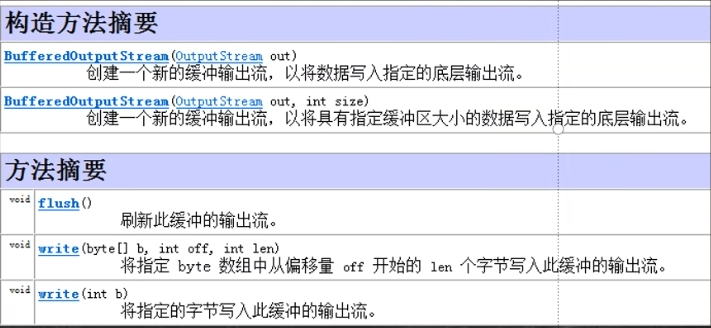 构造方法摘要
BufferedOutputStream(OutputStream out)
创建一个新的缓冲输出流，以将数据写入指定的底层输出流。
BufferedOutputStream(OutputStream out, int size)
创建一个新的缓冲输出流，以将具有指定缓冲区大小的数据写入指定的底层输出流。
方法摘要
void flush()
刷新此缓冲的输出流。
void write(byte[] b, int off, int len)
将指定 byte 数组中从偏移量 off 开始的 len 个字节写入此缓冲的输出流。
void write(int b)
将指定的字节写入此缓冲的输出流。